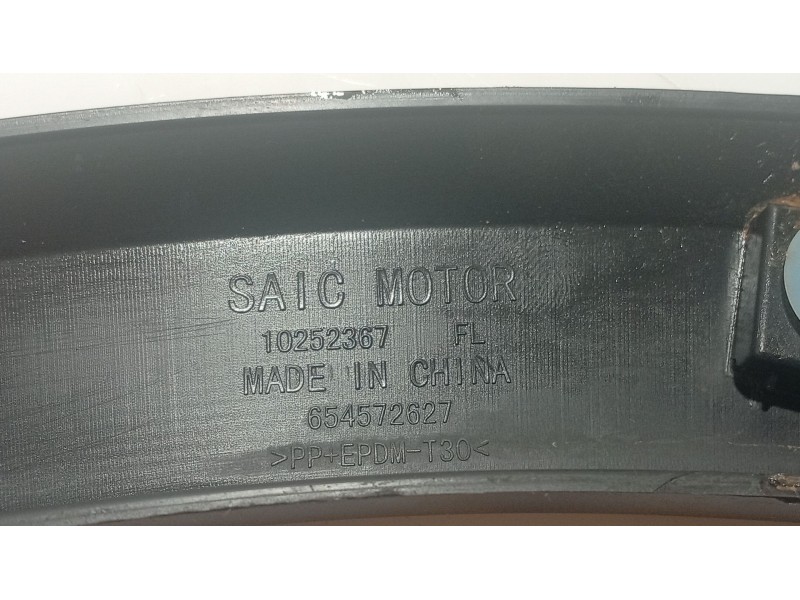 SAIC MOTOR
10252367 FL
MADE IN CHINA
654572627
>PP+EPDM-T30<